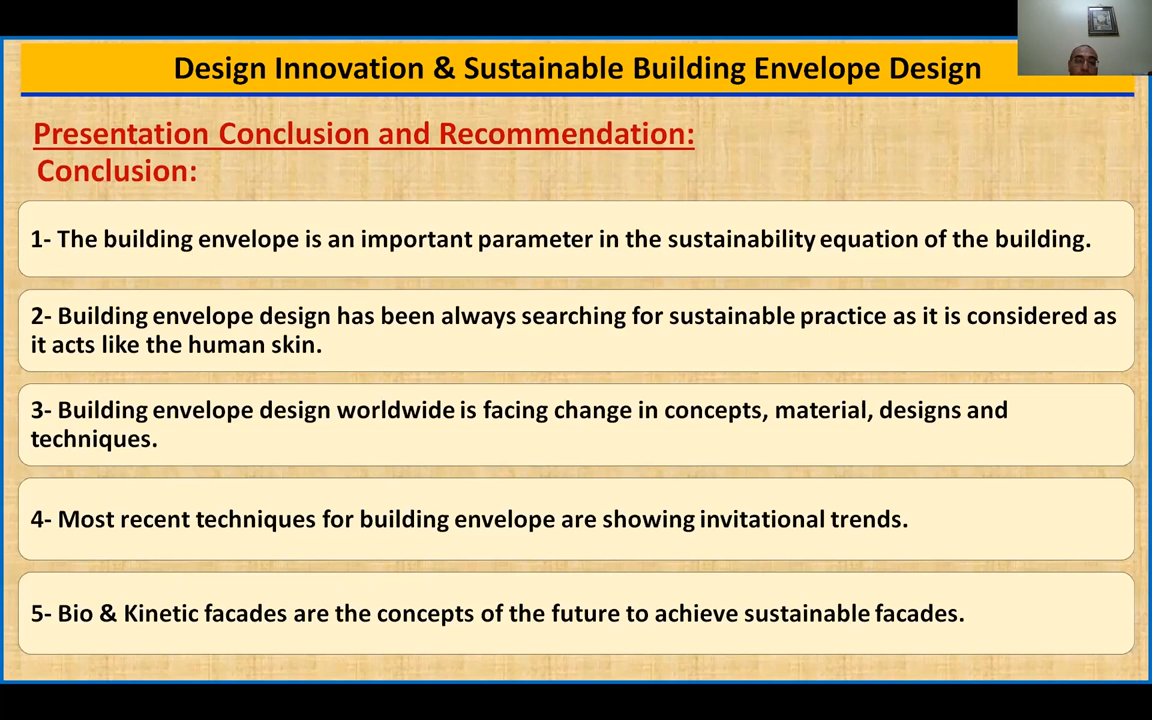 Design Innovation & Sustainable Building Envelope Design
Presentation Conclusion and Recommendation:
Conclusion:
1- The building envelope is an important parameter in the sustainability equation of the building.
2- Building envelope design has been always searching for sustainable practice as it is considered as
it acts like the human skin.
3- Building envelope design worldwide is facing change in concepts, material, designs and
techniques.
4- Most recent techniques for building envelope are showing invitational trends.
5- Bio & Kinetic facades are the concepts of the future to achieve sustainable facades.